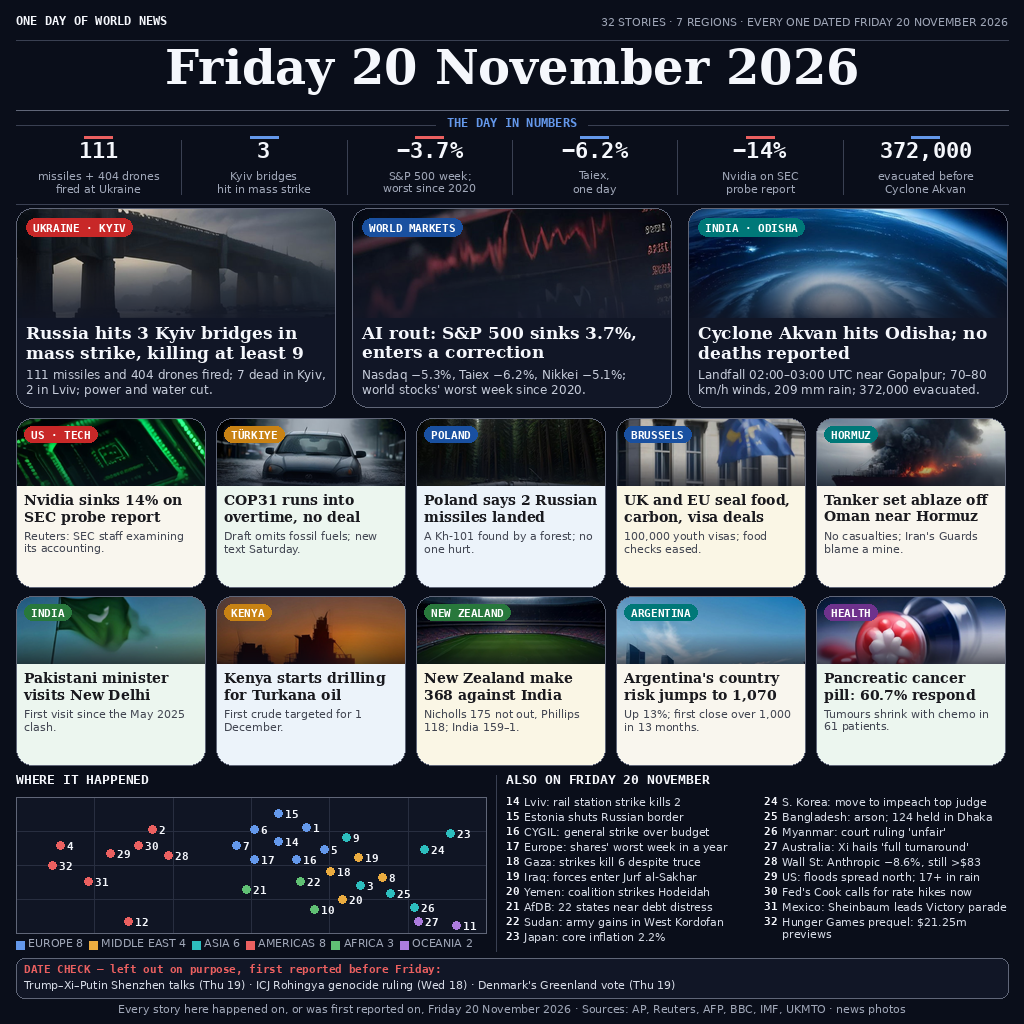 ONE DAY OF WORLD NEWS
32 STORIES · 7 REGIONS · EVERY ONE DATED FRIDAY 20 NOVEMBER 2026
Friday 20 November 2026
THE DAY IN NUMBERS
111
missiles + 404 drones
fired at Ukraine
3
Kyiv bridges
hit in mass strike
−3.7%
S&P 500 week;
worst since 2020
−6.2%
Taiex,
one day
−14%
Nvidia on SEC
probe report
372,000
evacuated before
Cyclone Akvan
UKRAINE · KYIV
Russia hits 3 Kyiv bridges in
mass strike, killing at least 9
111 missiles and 404 drones fired; 7 dead in Kyiv,
2 in Lviv; power and water cut.
WORLD MARKETS
AI rout: S&P 500 sinks 3.7%,
enters a correction
Nasdaq −5.3%, Taiex −6.2%, Nikkei −5.1%;
world stocks' worst week since 2020.
INDIA · ODISHA
Cyclone Akvan hits Odisha; no
deaths reported
Landfall 02:00–03:00 UTC near Gopalpur; 70–80
km/h winds, 209 mm rain; 372,000 evacuated.
US · TECH
Nvidia sinks 14% on
SEC probe report
Reuters: SEC staff examining
its accounting.
TÜRKIYE
COP31 runs into
overtime, no deal
Draft omits fossil fuels; new
text Saturday.
POLAND
Poland says 2 Russian
missiles landed
A Kh-101 found by a forest; no
one hurt.
BRUSSELS
UK and EU seal food,
carbon, visa deals
100,000 youth visas; food
checks eased.
HORMUZ
Tanker set ablaze off
Oman near Hormuz
No casualties; Iran's Guards
blame a mine.
INDIA
Pakistani minister
visits New Delhi
First visit since the May 2025
clash.
KENYA
Kenya starts drilling
for Turkana oil
First crude targeted for 1
December.
NEW ZEALAND
New Zealand make
368 against India
Nicholls 175 not out, Phillips
118; India 159–1.
ARGENTINA
Argentina's country
risk jumps to 1,070
Up 13%; first close over 1,000
in 13 months.
HEALTH
Pancreatic cancer
pill: 60.7% respond
Tumours shrink with chemo in
61 patients.
WHERE IT HAPPENED
15
2
6
1
23
4
7
14
9
30
29
5
24
28
17
16
19
32
18
8
31
22
3
21
25
20
10
26
12
27
11
EUROPE 8
MIDDLE EAST 4
ASIA 6
AMERICAS 8
AFRICA 3
OCEANIA 2
ALSO ON FRIDAY 20 NOVEMBER
14 Lviv: rail station strike kills 2
15 Estonia shuts Russian border
16 CYGIL: general strike over budget
17 Europe: shares' worst week in a year
18 Gaza: strikes kill 6 despite truce
19 Iraq: forces enter Jurf al-Sakhar
20 Yemen: coalition strikes Hodeidah
21 AfDB: 22 states near debt distress
22 Sudan: army gains in West Kordofan
23 Japan: core inflation 2.2%
24 S. Korea: move to impeach top judge
25 Bangladesh: arson; 124 held in Dhaka
26 Myanmar: court ruling 'unfair'
27 Australia: Xi hails 'full turnaround'
28 Wall St: Anthropic −8.6%, still >$83
29 US: floods spread north; 17+ in rain
30 Fed's Cook calls for rate hikes now
31 Mexico: Sheinbaum leads Victory parade
32 Hunger Games prequel: $21.25m
previews
DATE CHECK — left out on purpose, first reported before Friday:
Trump–Xi–Putin Shenzhen talks (Thu 19) · ICJ Rohingya genocide ruling (Wed 18) · Denmark's Greenland vote (Thu 19)
Every story here happened on, or was first reported on, Friday 20 November 2026 · Sources: AP, Reuters, AFP, BBC, IMF, UKMTO · news photos